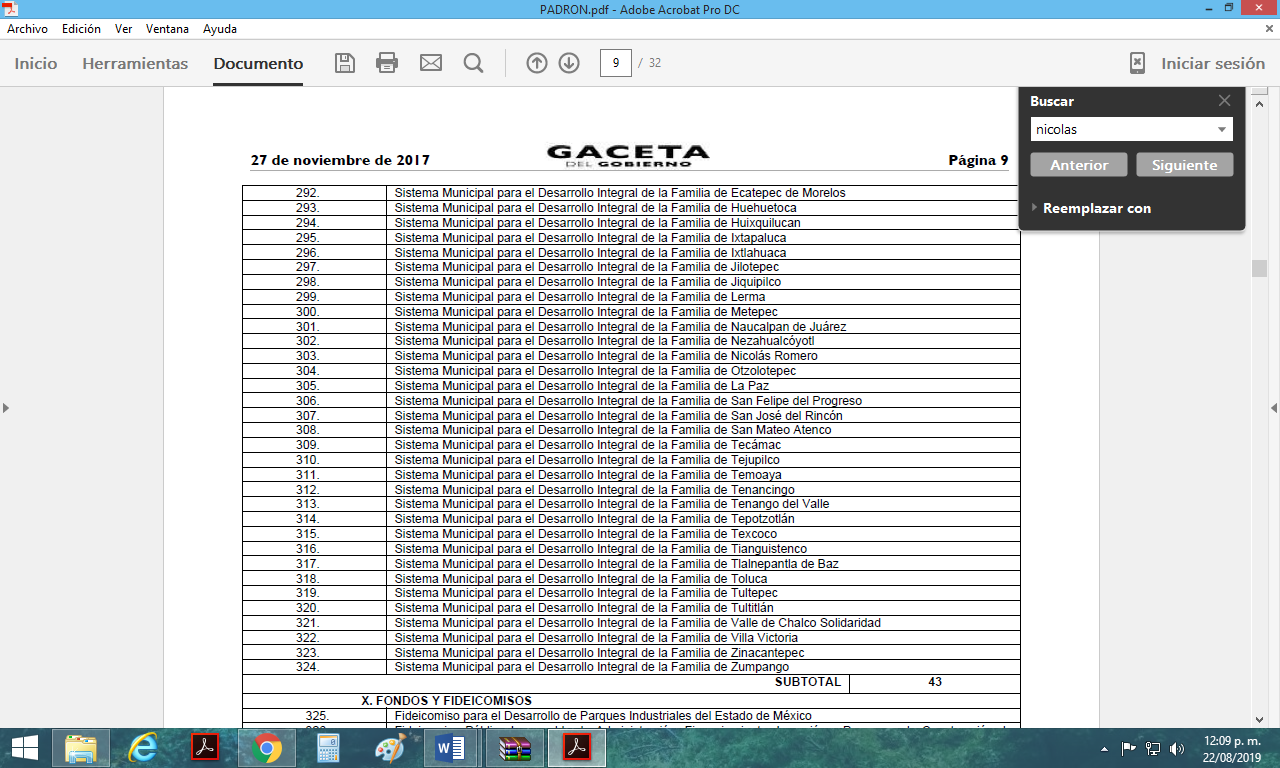 PADRON.pdf - Adobe Acrobat Pro DC
Archivo Edición Ver Ventana Ayuda
Inicio Herramientas Documento 9 / 32 Iniciar sesión
Buscar
nicolas
Anterior Siguiente
Reemplazar con
27 de noviembre de 2017 GACETA DEL GOBIERNO Página 9
292. Sistema Municipal para el Desarrollo Integral de la Familia de Ecatepec de Morelos
293. Sistema Municipal para el Desarrollo Integral de la Familia de Huehuetoca
294. Sistema Municipal para el Desarrollo Integral de la Familia de Huixquilucan
295. Sistema Municipal para el Desarrollo Integral de la Familia de Ixtapaluca
296. Sistema Municipal para el Desarrollo Integral de la Familia de Ixtlahuaca
297. Sistema Municipal para el Desarrollo Integral de la Familia de Jilotepec
298. Sistema Municipal para el Desarrollo Integral de la Familia de Jiquipilco
299. Sistema Municipal para el Desarrollo Integral de la Familia de Lerma
300. Sistema Municipal para el Desarrollo Integral de la Familia de Metepec
301. Sistema Municipal para el Desarrollo Integral de la Familia de Naucalpan de Juárez
302. Sistema Municipal para el Desarrollo Integral de la Familia de Nezahualcóyotl
303. Sistema Municipal para el Desarrollo Integral de la Familia de Nicolás Romero
304. Sistema Municipal para el Desarrollo Integral de la Familia de Otzolotepec
305. Sistema Municipal para el Desarrollo Integral de la Familia de La Paz
306. Sistema Municipal para el Desarrollo Integral de la Familia de San Felipe del Progreso
307. Sistema Municipal para el Desarrollo Integral de la Familia de San José del Rincón
308. Sistema Municipal para el Desarrollo Integral de la Familia de San Mateo Atenco
309. Sistema Municipal para el Desarrollo Integral de la Familia de Tecámac
310. Sistema Municipal para el Desarrollo Integral de la Familia de Tejupilco
311. Sistema Municipal para el Desarrollo Integral de la Familia de Temoaya
312. Sistema Municipal para el Desarrollo Integral de la Familia de Tenancingo
313. Sistema Municipal para el Desarrollo Integral de la Familia de Tenango del Valle
314. Sistema Municipal para el Desarrollo Integral de la Familia de Tepotzotlán
315. Sistema Municipal para el Desarrollo Integral de la Familia de Texcoco
316. Sistema Municipal para el Desarrollo Integral de la Familia de Tianguistenco
317. Sistema Municipal para el Desarrollo Integral de la Familia de Tlalnepantla de Baz
318. Sistema Municipal para el Desarrollo Integral de la Familia de Toluca
319. Sistema Municipal para el Desarrollo Integral de la Familia de Tultepec
320. Sistema Municipal para el Desarrollo Integral de la Familia de Tultitlán
321. Sistema Municipal para el Desarrollo Integral de la Familia de Valle de Chalco Solidaridad
322. Sistema Municipal para el Desarrollo Integral de la Familia de Villa Victoria
323. Sistema Municipal para el Desarrollo Integral de la Familia de Zinacantepec
324. Sistema Municipal para el Desarrollo Integral de la Familia de Zumpango
SUBTOTAL 43
X. FONDOS Y FIDEICOMISOS
325. Fideicomiso para el Desarrollo de Parques Industriales del Estado de México
12:09 p. m.
22/08/2019